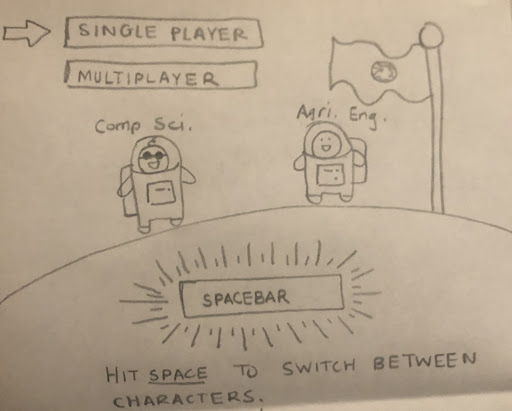 SINGLE PLAYER
MULTIPLAYER
Comp Sci.
Agri. Eng.
SPACEBAR
HIT SPACE TO SWITCH BETWEEN
CHARACTERS.